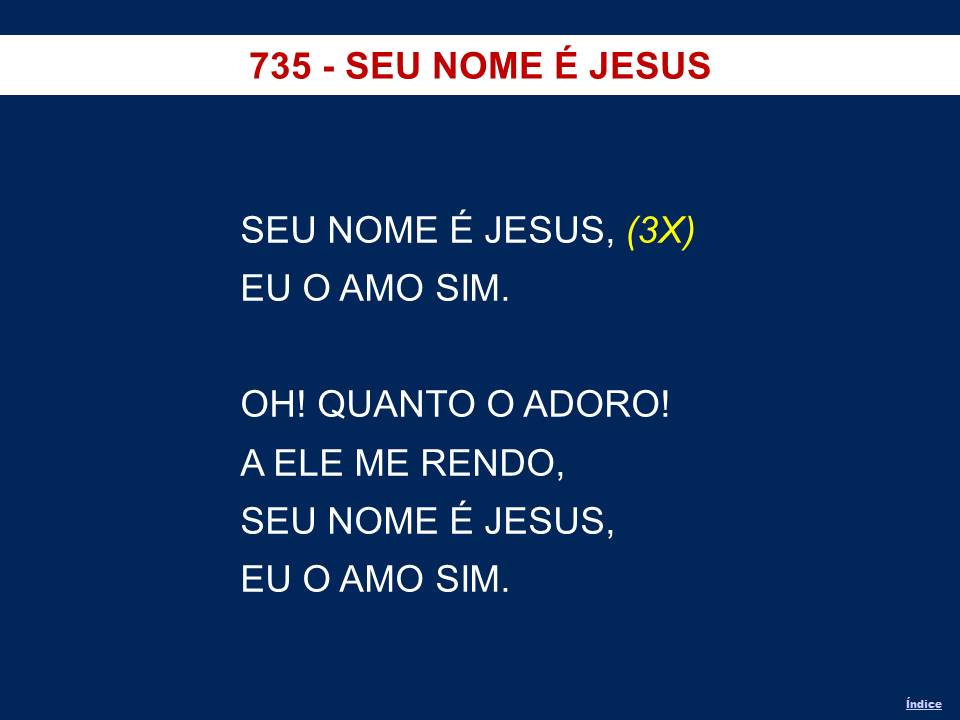 735 - SEU NOME É JESUS
SEU NOME É JESUS, (3X)
EU O AMO SIM.
OH! QUANTO O ADORO!
A ELE ME RENDO,
SEU NOME É JESUS,
EU O AMO SIM.
Índice